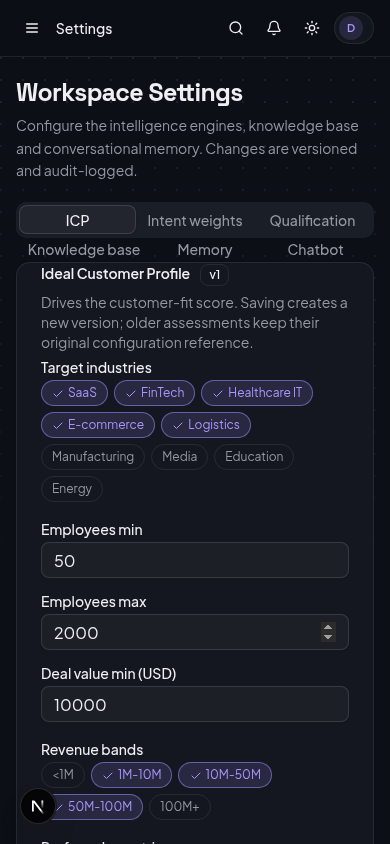 Settings
D
Workspace Settings
Configure the intelligence engines, knowledge base
and conversational memory. Changes are versioned
and audit-logged.
ICP Intent weights Qualification
Knowledge base Memory Chatbot
Ideal Customer Profile v1
Drives the customer-fit score. Saving creates a
new version; older assessments keep their
original configuration reference.
Target industries
SaaS FinTech Healthcare IT
E-commerce Logistics
Manufacturing Media Education
Energy
Employees min
50
Employees max
2000
Deal value min (USD)
10000
Revenue bands
<1M 1M-10M 10M-50M
N 50M-100M 100M+